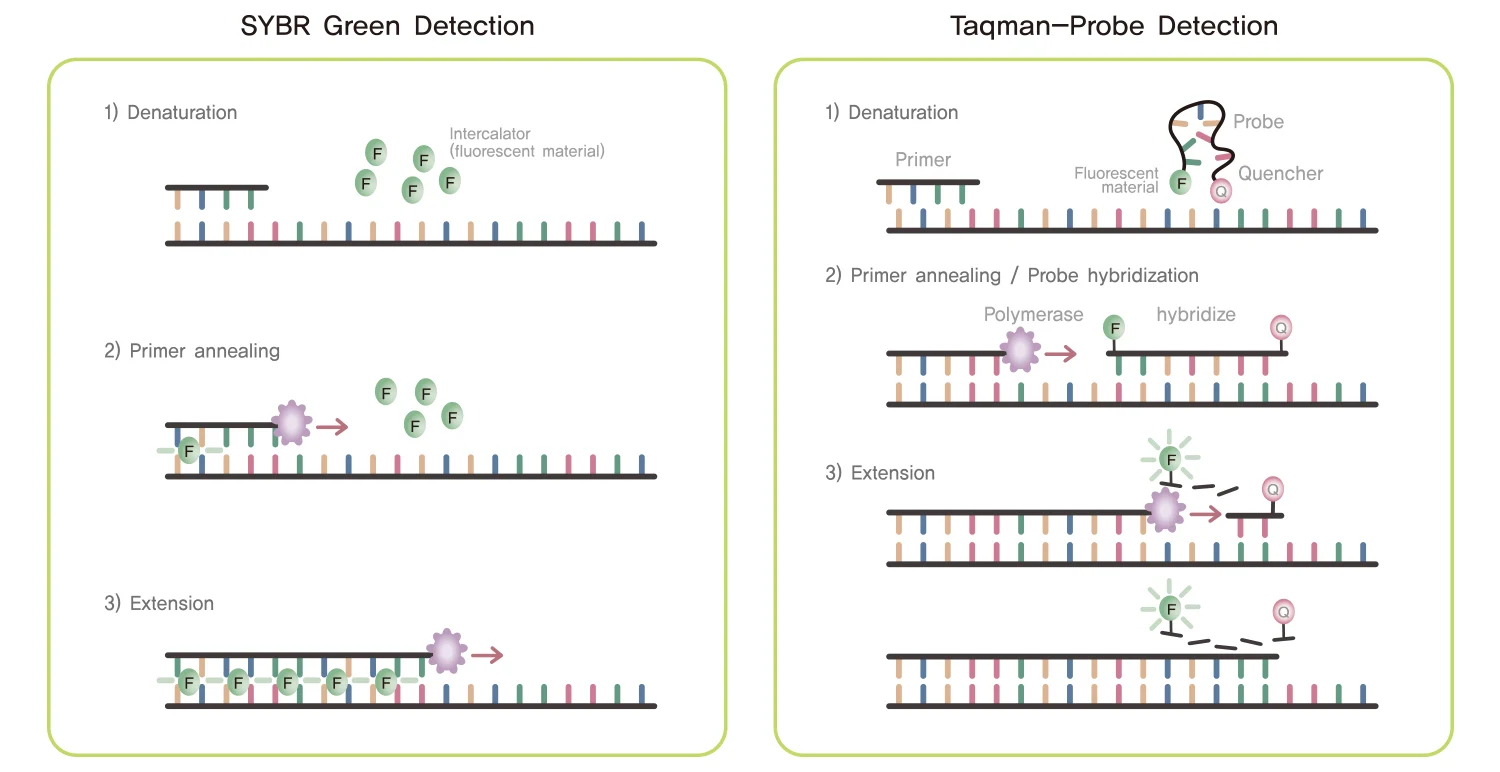 SYBR Green Detection
1) Denaturation
Intercalator
(fluorescent material)
F
F
F
F
F
2) Primer annealing
F
F
F
F
F
3) Extension
F
F
F
F
F
Taqman-Probe Detection
1) Denaturation
Primer
Probe
Fluorescent
material
F
Quencher
Q
2) Primer annealing / Probe hybridization
Polymerase
F
hybridize
Q
3) Extension
F
Q
F
Q